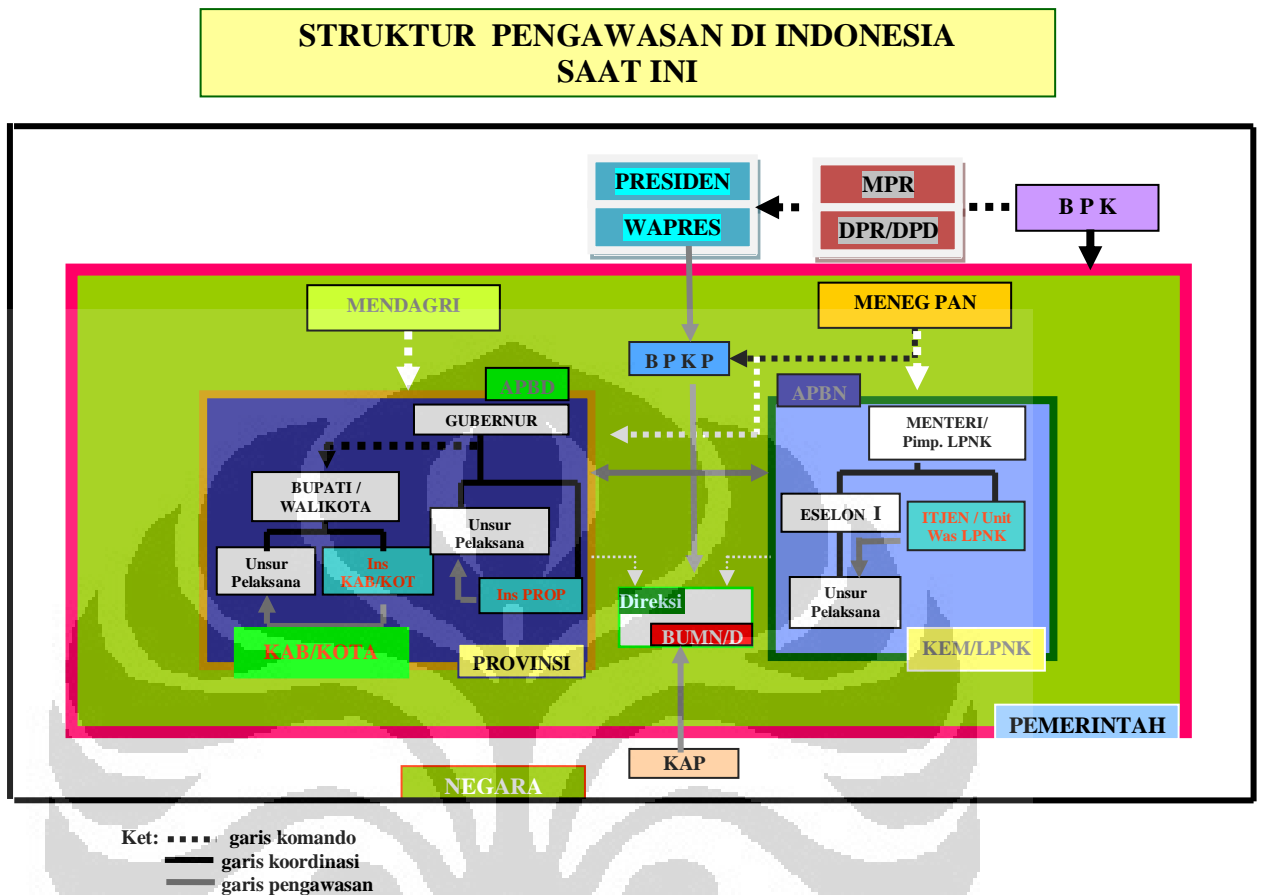 STRUKTUR PENGAWASAN DI INDONESIA
SAAT INI
PRESIDEN
WAPRES
MPR
DPR/DPD
B P K
MENDAGRI
MENEG PAN
B P K P
APBD
GUBERNUR
BUPATI /
WALIKOTA
Unsur
Pelaksana
Ins
KAB/KOT
Unsur
Pelaksana
Ins PROP
KAB/KOTA
PROVINSI
APBN
MENTERI/
Pimp. LPNK
ESELON I
ITJEN / Unit
Was LPNK
Unsur
Pelaksana
KEM/LPNK
Direksi
BUMN/D
PEMERINTAH
KAP
NEGARA
Ket: garis komando
garis koordinasi
garis pengawasan